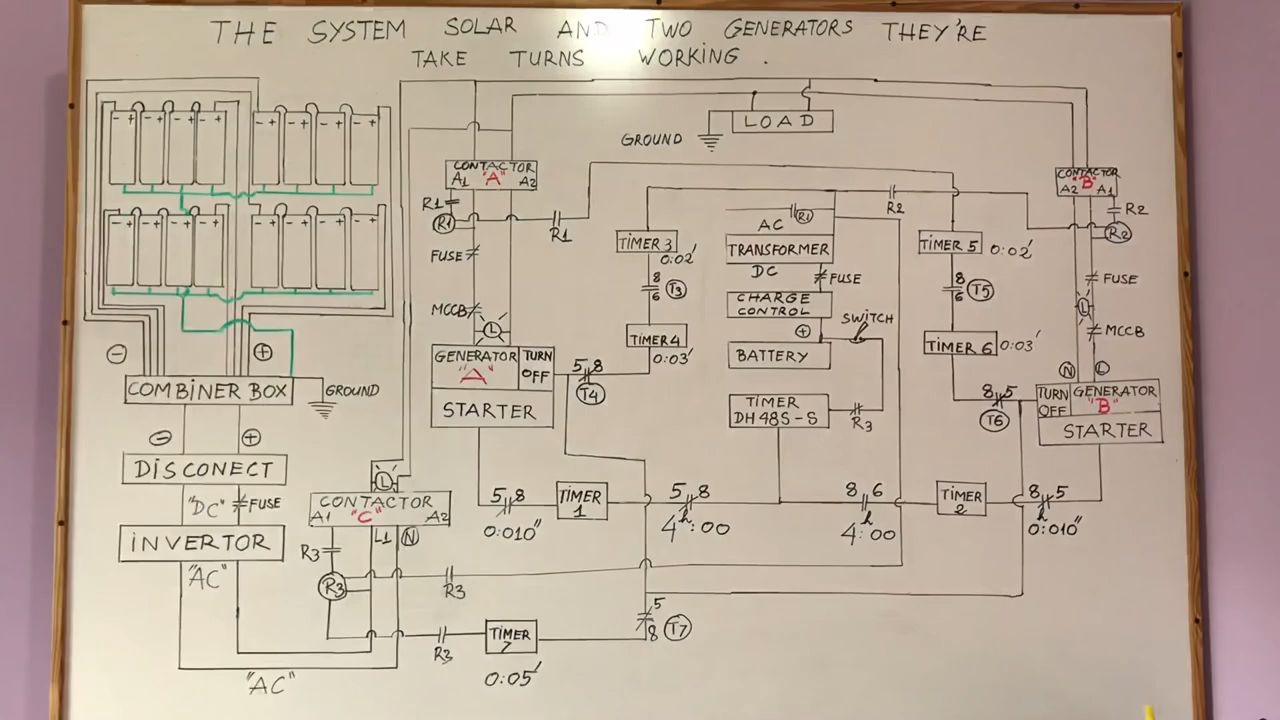 THE SYSTEM SOLAR AND TWO GENERATORS THEY'RE
TAKE TURNS WORKING.
- + - + - + - +
- + - + - + - +
- + - + - + - +
- + - + - + - +
LOAD
GROUND
CONTACTOR
"A"
A1 A2
R1
R1
R1
FUSE
MCCB
L
GENERATOR
"A"
TURN
OFF
STARTER
TIMER 3
0:02'
8
6
T3
TIMER 4
0:03'
5 8
T4
R1
AC
TRANSFORMER
DC
FUSE
CHARGE
CONTROL
+
SWITCH
BATTERY
TIMER
DH48S-S
R3
R2
TIMER 5
0:02'
8
6
T5
TIMER 6
0:03'
8 5
T6
CONTACTOR
"B"
A2 A1
R2
R2
FUSE
L
MCCB
N
L
TURN
OFF
GENERATOR
"B"
STARTER
-
+
COMBINER BOX
GROUND
-
+
DISCONECT
"DC"
FUSE
INVERTOR
"AC"
"AC"
L
CONTACTOR
"C"
A1 A2
L1
N
R3
R3
R3
5 8
0:010"
TIMER
1
5 8
4h:00
8 6
4h:00
TIMER
2
8 5
0:010"
R3
TIMER
7
0:05'
5
8
T7